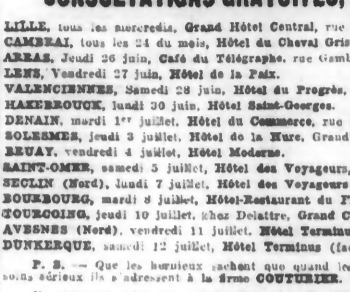 CONSULTATIONS GRATUITES,
LILLE, tous les mercredis, Grand Hôtel Central, rue
CAMBRAI, tous les 24 du mois, Hôtel du Cheval Gris
ARRAS, Jeudi 26 juin, Café du Télégraphe, rue Gamb
LENS, Vendredi 27 juin, Hôtel de la Paix.
VALENCIENNES, Samedi 28 juin, Hôtel du Progrès,
HAZEBROUCK, lundi 30 juin, Hôtel Saint-Georges.
DENAIN, mardi 1er juillet. Hôtel du Commerce, rue
SOLESMES, jeudi 3 juillet, Hôtel de la Hure, Grand
BRUAY, vendredi 4 juillet, Hôtel Moderne.
SAINT-OMER, samedi 5 juillet, Hôtel des Voyageurs,
SECLIN (Nord), lundi 7 juillet, Hôtel des Voyageurs
BOURBOURG, mardi 8 juillet, Hôtel-Restaurant du F
TOURCOING, jeudi 10 juillet, chez Delattre, Grand C
AVESNES (Nord), vendredi 11 juillet. Hôtel Terminu
DUNKERQUE, samedi 12 juillet, Hôtel Terminus (fac
P. S. — Que les hernieux sachent que quand les
soins sérieux ils s'adressent à la firme COUTURIER.